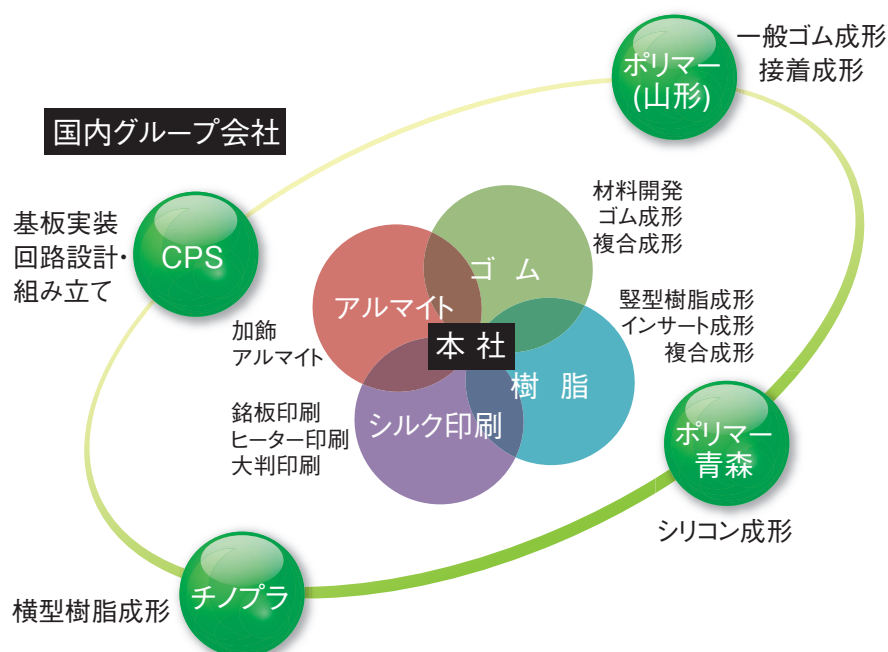 一般ゴム成形
接着成形
ポリマー
(山形)
国内グループ会社
基板実装
回路設計・
組み立て
CPS
材料開発
ゴム成形
複合成形
ゴム
アルマイト
本社
加飾
アルマイト
竪型樹脂成形
インサート成形
複合成形
樹脂
シルク印刷
銘板印刷
ヒーター印刷
大判印刷
ポリマー
青森
シリコン成形
チノプラ
横型樹脂成形